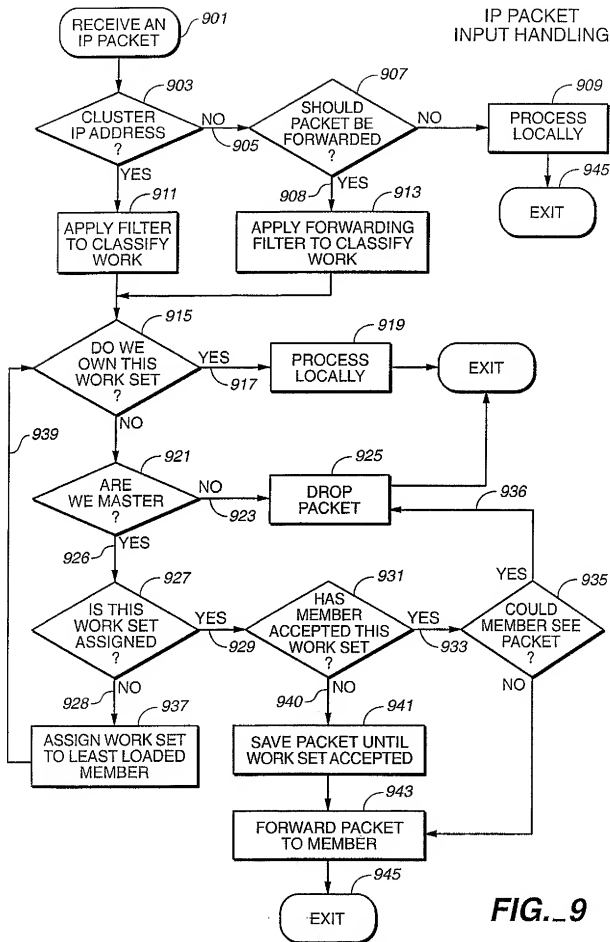 RECEIVE AN
IP PACKET
901
IP PACKET
INPUT HANDLING
903
CLUSTER
IP ADDRESS
?
NO
905
YES
907
SHOULD
PACKET BE
FORWARDED
?
NO
908
YES
909
PROCESS
LOCALLY
945
EXIT
911
APPLY FILTER
TO CLASSIFY
WORK
913
APPLY FORWARDING
FILTER TO CLASSIFY
WORK
915
DO WE
OWN THIS
WORK SET
?
YES
917
NO
919
PROCESS
LOCALLY
EXIT
939
921
ARE
WE MASTER
?
NO
923
926
YES
925
DROP
PACKET
936
927
IS THIS
WORK SET
ASSIGNED
?
YES
929
928
NO
931
HAS
MEMBER
ACCEPTED THIS
WORK SET
?
YES
933
940
NO
YES
935
COULD
MEMBER SEE
PACKET
?
NO
937
ASSIGN WORK SET
TO LEAST LOADED
MEMBER
941
SAVE PACKET UNTIL
WORK SET ACCEPTED
943
FORWARD PACKET
TO MEMBER
945
EXIT
FIG._9